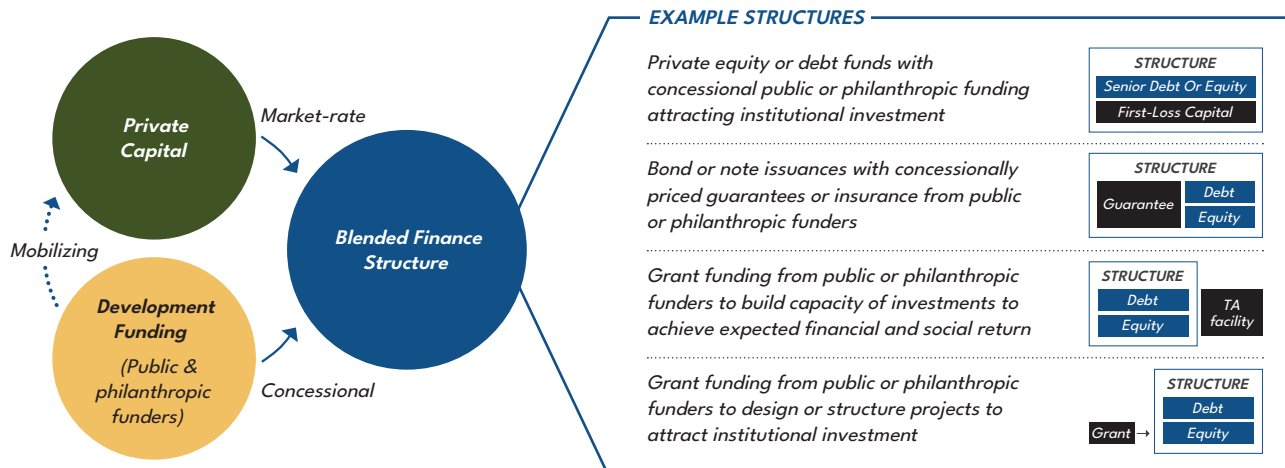 Private
Capital
Market-rate
Mobilizing
Blended Finance
Structure
Development
Funding
(Public &
philanthropic
funders)
Concessional
EXAMPLE STRUCTURES
Private equity or debt funds with
concessional public or philanthropic funding
attracting institutional investment
STRUCTURE
Senior Debt Or Equity
First-Loss Capital
Bond or note issuances with concessionally
priced guarantees or insurance from public
or philanthropic funders
STRUCTURE
Guarantee
Debt
Equity
Grant funding from public or philanthropic
funders to build capacity of investments to
achieve expected financial and social return
STRUCTURE
Debt
Equity
TA
facility
Grant funding from public or philanthropic
funders to design or structure projects to
attract institutional investment
STRUCTURE
Debt
Grant
Equity